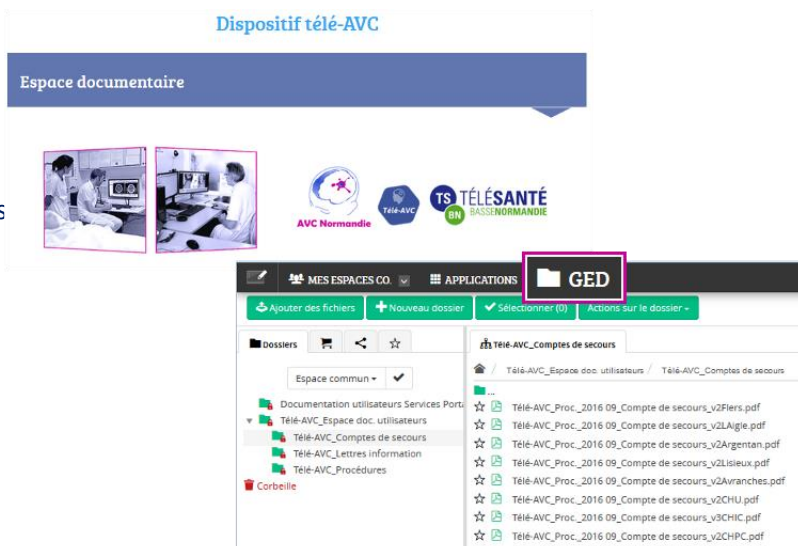 Dispositif télé-AVC
Espace documentaire
s
AVC Normandie
Télé-AVC
TS TÉLÉSANTÉ
BN BASSENORMANDIE
MES ESPACES CO. APPLICATIONS GED
Ajouter des fichiers Nouveau dossier Sélectionner (0) Actions sur le dossier
Dossiers
Télé-AVC_Comptes de secours
Espace commun
Télé-AVC_Espace doc. utilisateurs / Télé-AVC_Comptes de secours
...
Documentation utilisateurs Services Porta
Télé-AVC_Espace doc. utilisateurs
Télé-AVC_Comptes de secours
Télé-AVC_Lettres information
Télé-AVC_Procédures
Corbeille
Télé-AVC_Proc._2016 09_Compte de secours_v2Flers.pdf
Télé-AVC_Proc._2016 09_Compte de secours_v2LAigle.pdf
Télé-AVC_Proc._2016 09_Compte de secours_v2Argentan.pdf
Télé-AVC_Proc._2016 09_Compte de secours_v2Lisieux.pdf
Télé-AVC_Proc._2016 09_Compte de secours_v2Avranches.pdf
Télé-AVC_Proc._2016 09_Compte de secours_v2CHU.pdf
Télé-AVC_Proc._2016 09_Compte de secours_v3CHIC.pdf
Télé-AVC_Proc._2016 09_Compte de secours_v2CHPC.pdf